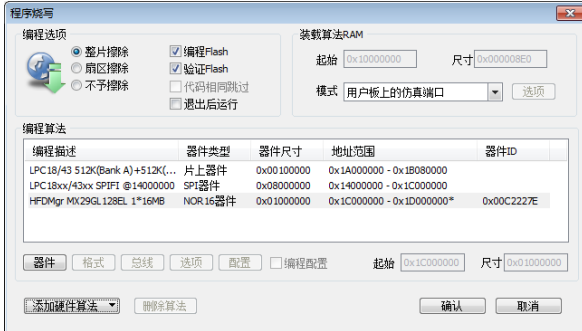 程序烧写
编程选项
整片擦除
扇区擦除
不予擦除
编程Flash
验证Flash
代码相同跳过
退出后运行
装载算法RAM
起始 0x10000000 尺寸 0x000008E0
模式 用户板上的仿真端口 选项
编程算法
编程描述 器件类型 器件尺寸 地址范围 器件ID
LPC18/43 512K(Bank A)+512K(... 片上器件 0x00100000 0x1A000000 - 0x1B080000
LPC18xx/43xx SPIFI @14000000 SPI器件 0x08000000 0x14000000 - 0x1C000000
HFDMgr MX29GL128EL 1*16MB NOR16器件 0x01000000 0x1C000000 - 0x1D000000* 0x00C2227E
器件 格式 总线 选项 配置 编程配置 起始 0x1C000000 尺寸 0x01000000
添加硬件算法 删除算法 确认 取消